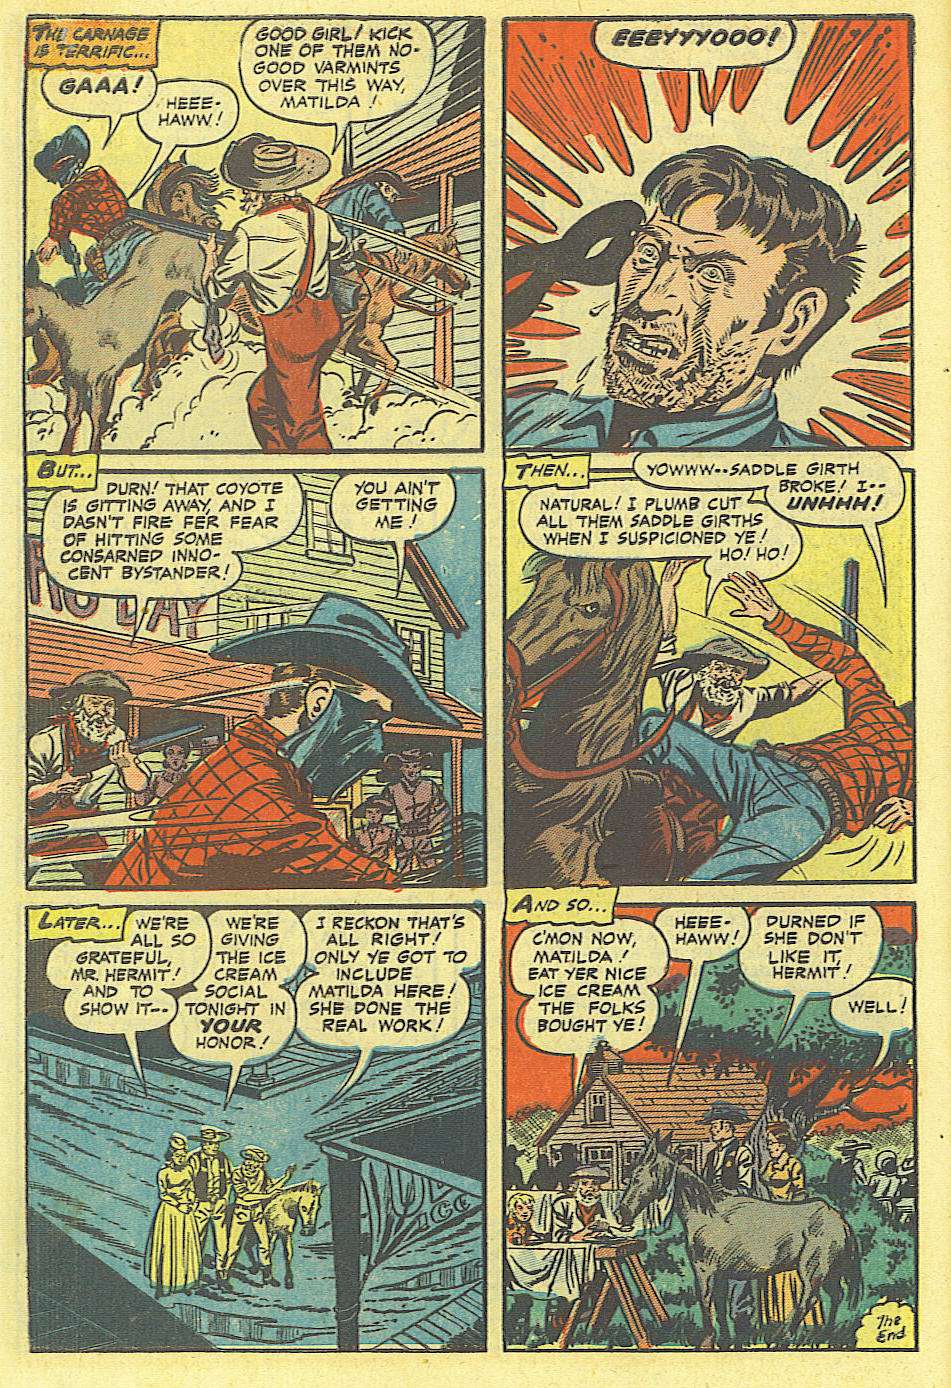 THE CARNAGE
IS TERRIFIC...
GAAA!
HEEE-
HAWW!
GOOD GIRL! KICK
ONE OF THEM NO-
GOOD VARMINTS
OVER THIS WAY,
MATILDA!
EEEYYYOOO!
BUT...
DURN! THAT COYOTE
IS GITTING AWAY, AND I
DASN'T FIRE FER FEAR
OF HITTING SOME
CONSARNED INNO-
CENT BYSTANDER!
YOU AIN'T
GETTING
ME!
DAY
THEN...
NATURAL! I PLUMB CUT
ALL THEM SADDLE GIRTHS
WHEN I SUSPICIONED YE!
HO! HO!
YOWWW--SADDLE GIRTH
BROKE! I--
UNHHH!
LATER...
WE'RE
ALL SO
GRATEFUL,
MR. HERMIT!
AND TO
SHOW IT--
WE'RE
GIVING
THE ICE
CREAM
SOCIAL
TONIGHT IN
YOUR
HONOR!
I RECKON THAT'S
ALL RIGHT!
ONLY YE GOT TO
INCLUDE
MATILDA HERE!
SHE DONE THE
REAL WORK!
AND SO...
C'MON NOW,
MATILDA!
EAT YER NICE
ICE CREAM
THE FOLKS
BOUGHT YE!
HEEE-
HAWW!
DURNED IF
SHE DON'T
LIKE IT,
HERMIT!
WELL!
The
End